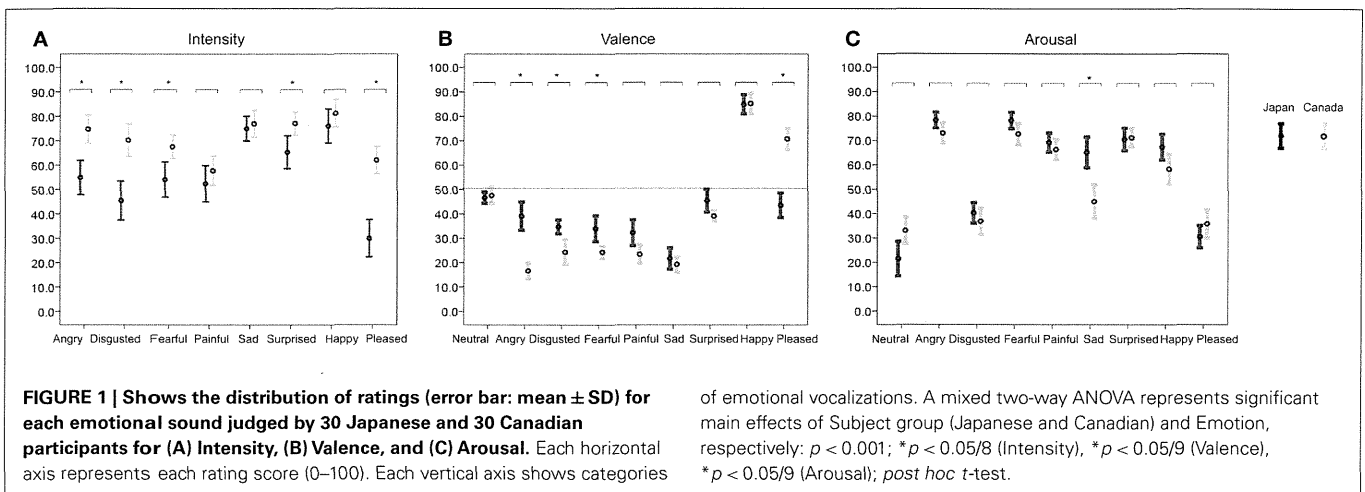 A Intensity
100.0
90.0
80.0
70.0
60.0
50.0
40.0
30.0
20.0
10.0
0.0
* * * * *
Angry Disgusted Fearful Painful Sad Surprised Happy Pleased
B Valence
100.0
90.0
80.0
70.0
60.0
50.0
40.0
30.0
20.0
10.0
0.0
* * * *
Neutral Angry Disgusted Fearful Painful Sad Surprised Happy Pleased
C Arousal
100.0
90.0
80.0
70.0
60.0
50.0
40.0
30.0
20.0
10.0
0.0
*
Neutral Angry Disgusted Fearful Painful Sad Surprised Happy Pleased
Japan Canada
FIGURE 1 | Shows the distribution of ratings (error bar: mean ± SD) for
each emotional sound judged by 30 Japanese and 30 Canadian
participants for (A) Intensity, (B) Valence, and (C) Arousal. Each horizontal
axis represents each rating score (0–100). Each vertical axis shows categories
of emotional vocalizations. A mixed two-way ANOVA represents significant
main effects of Subject group (Japanese and Canadian) and Emotion,
respectively: p < 0.001; *p < 0.05/8 (Intensity), *p < 0.05/9 (Valence),
*p < 0.05/9 (Arousal); post hoc t-test.